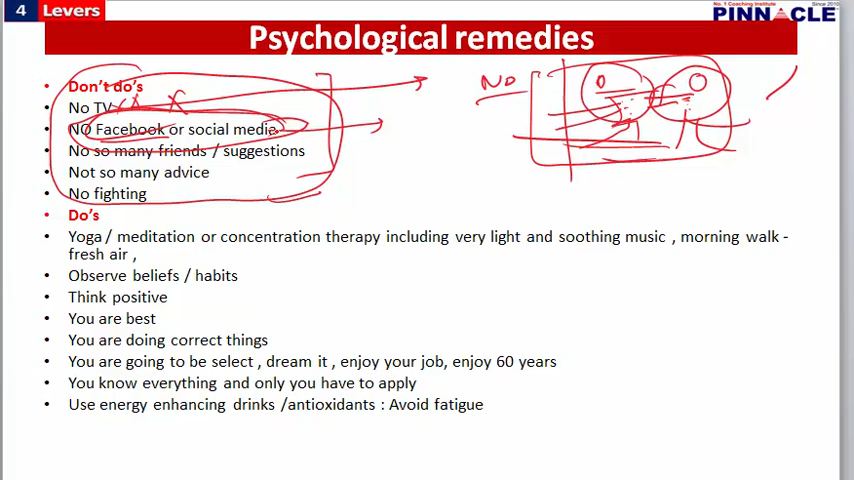 4 Levers
No. 1 Coaching Institute
Since 2010
PINNACLE
Psychological remedies
• Don't do's
• No TV
• NO Facebook or social media
• No so many friends / suggestions
• Not so many advice
• No fighting
• Do's
• Yoga / meditation or concentration therapy including very light and soothing music , morning walk -
fresh air ,
• Observe beliefs / habits
• Think positive
• You are best
• You are doing correct things
• You are going to be select , dream it , enjoy your job, enjoy 60 years
• You know everything and only you have to apply
• Use energy enhancing drinks /antioxidants : Avoid fatigue
NO